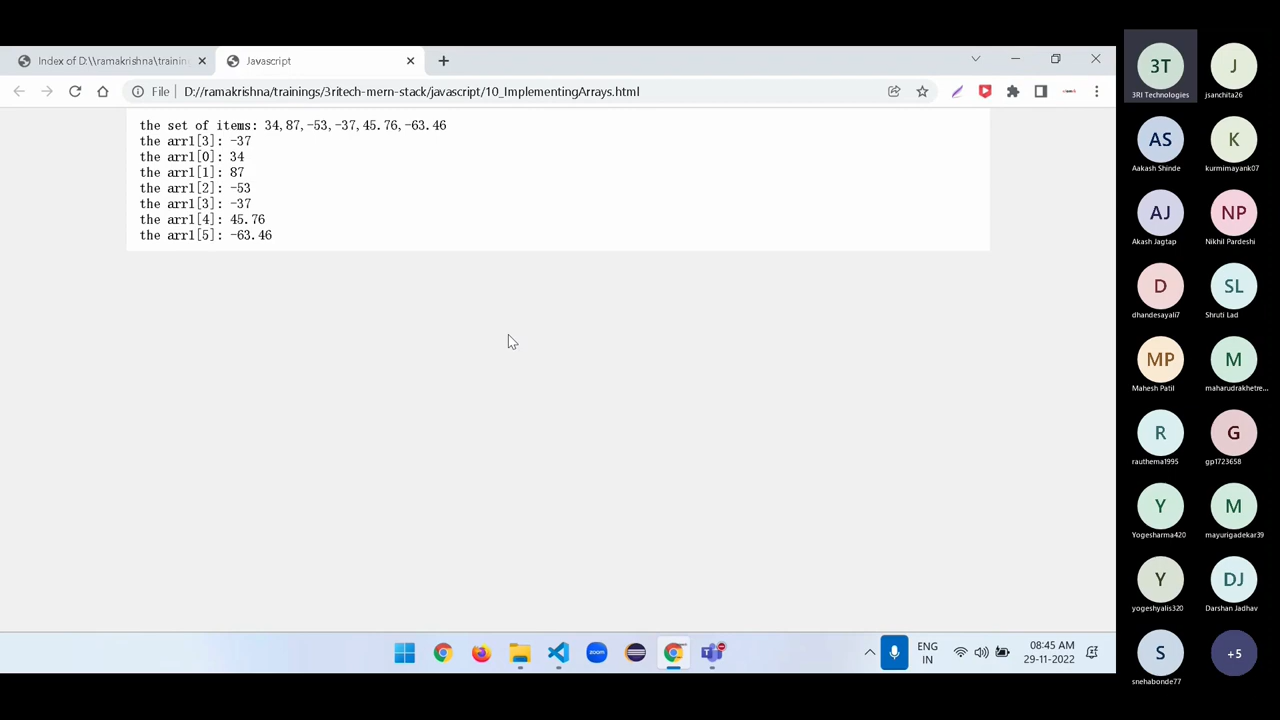 Index of D:\\ramakrishna\trainin
Javascript
File
D://ramakrishna/trainings/3ritech-mern-stack/javascript/10_ImplementingArrays.html
the set of items: 34,87,-53,-37,45.76,-63.46
the arr1[3]: -37
the arr1[0]: 34
the arr1[1]: 87
the arr1[2]: -53
the arr1[3]: -37
the arr1[4]: 45.76
the arr1[5]: -63.46
zoom
ENG
IN
08:45 AM
29-11-2022
3T
3RI Technologies
J
jsanchita26
AS
Aakash Shinde
K
kurmimayank07
AJ
Akash Jagtap
NP
Nikhil Pardeshi
D
dhandesayali7
SL
Shruti Lad
MP
Mahesh Patil
M
maharudrakhetre...
R
rauthema1995
G
gp1723658
Y
Yogesharma420
M
mayurigadekar39
Y
yogeshyalis320
DJ
Darshan Jadhav
S
snehabonde77
+5